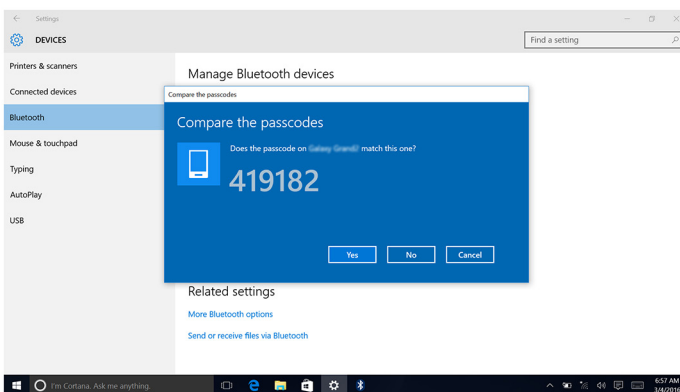 Settings
DEVICES
Find a setting
Printers & scanners
Connected devices
Bluetooth
Mouse & touchpad
Typing
AutoPlay
USB
Manage Bluetooth devices
Compare the passcodes
Compare the passcodes
Does the passcode on Galaxy Grand2 match this one?
419182
Yes
No
Cancel
Related settings
More Bluetooth options
Send or receive files via Bluetooth
I'm Cortana. Ask me anything.
6:57 AM
3/4/2016